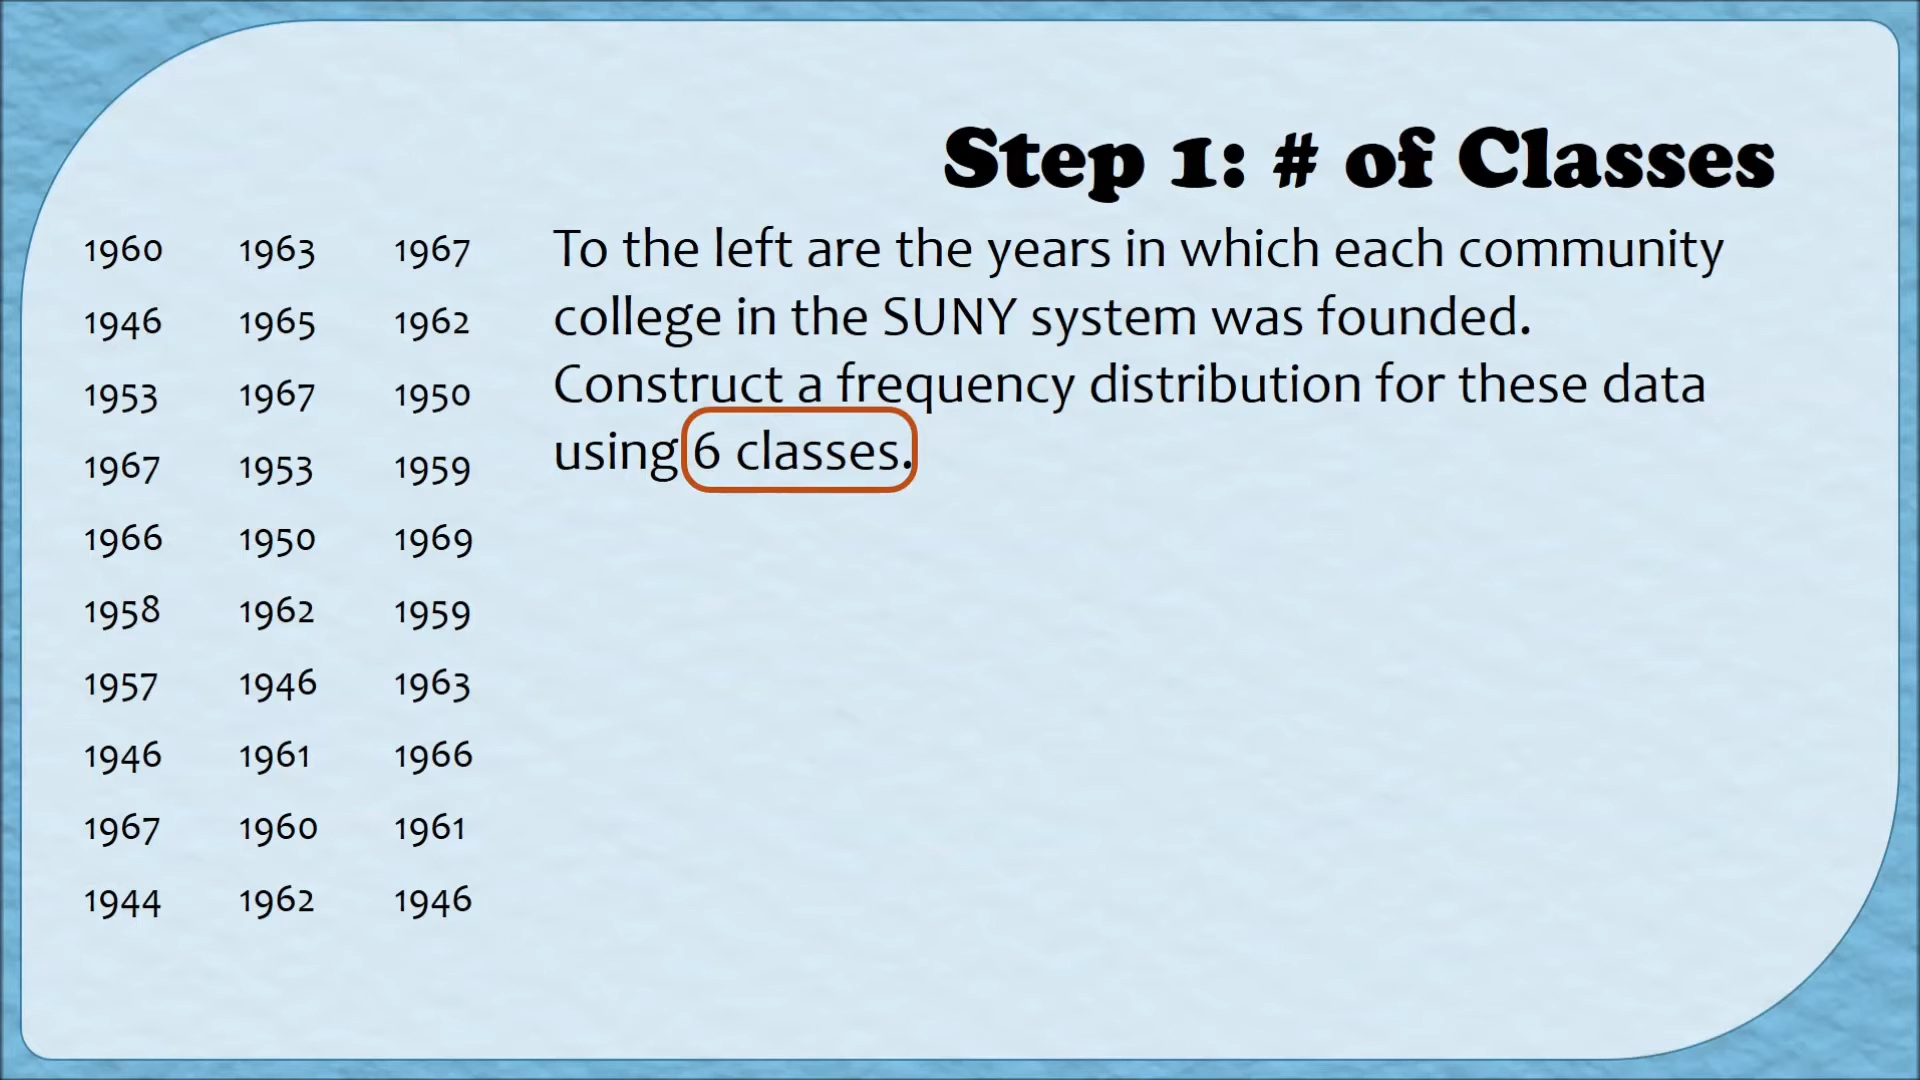 Step 1: # of Classes
1960 1963 1967
1946 1965 1962
1953 1967 1950
1967 1953 1959
1966 1950 1969
1958 1962 1959
1957 1946 1963
1946 1961 1966
1967 1960 1961
1944 1962 1946
To the left are the years in which each community
college in the SUNY system was founded.
Construct a frequency distribution for these data
using 6 classes.